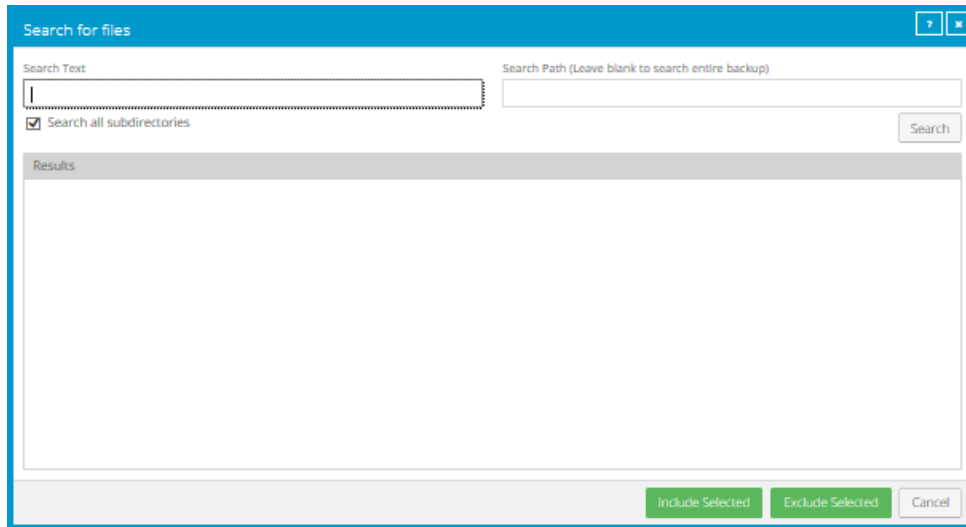 Search for files
?
Search Text
Search Path (Leave blank to search entire backup)
Search all subdirectories
Search
Results
Include Selected
Exclude Selected
Cancel